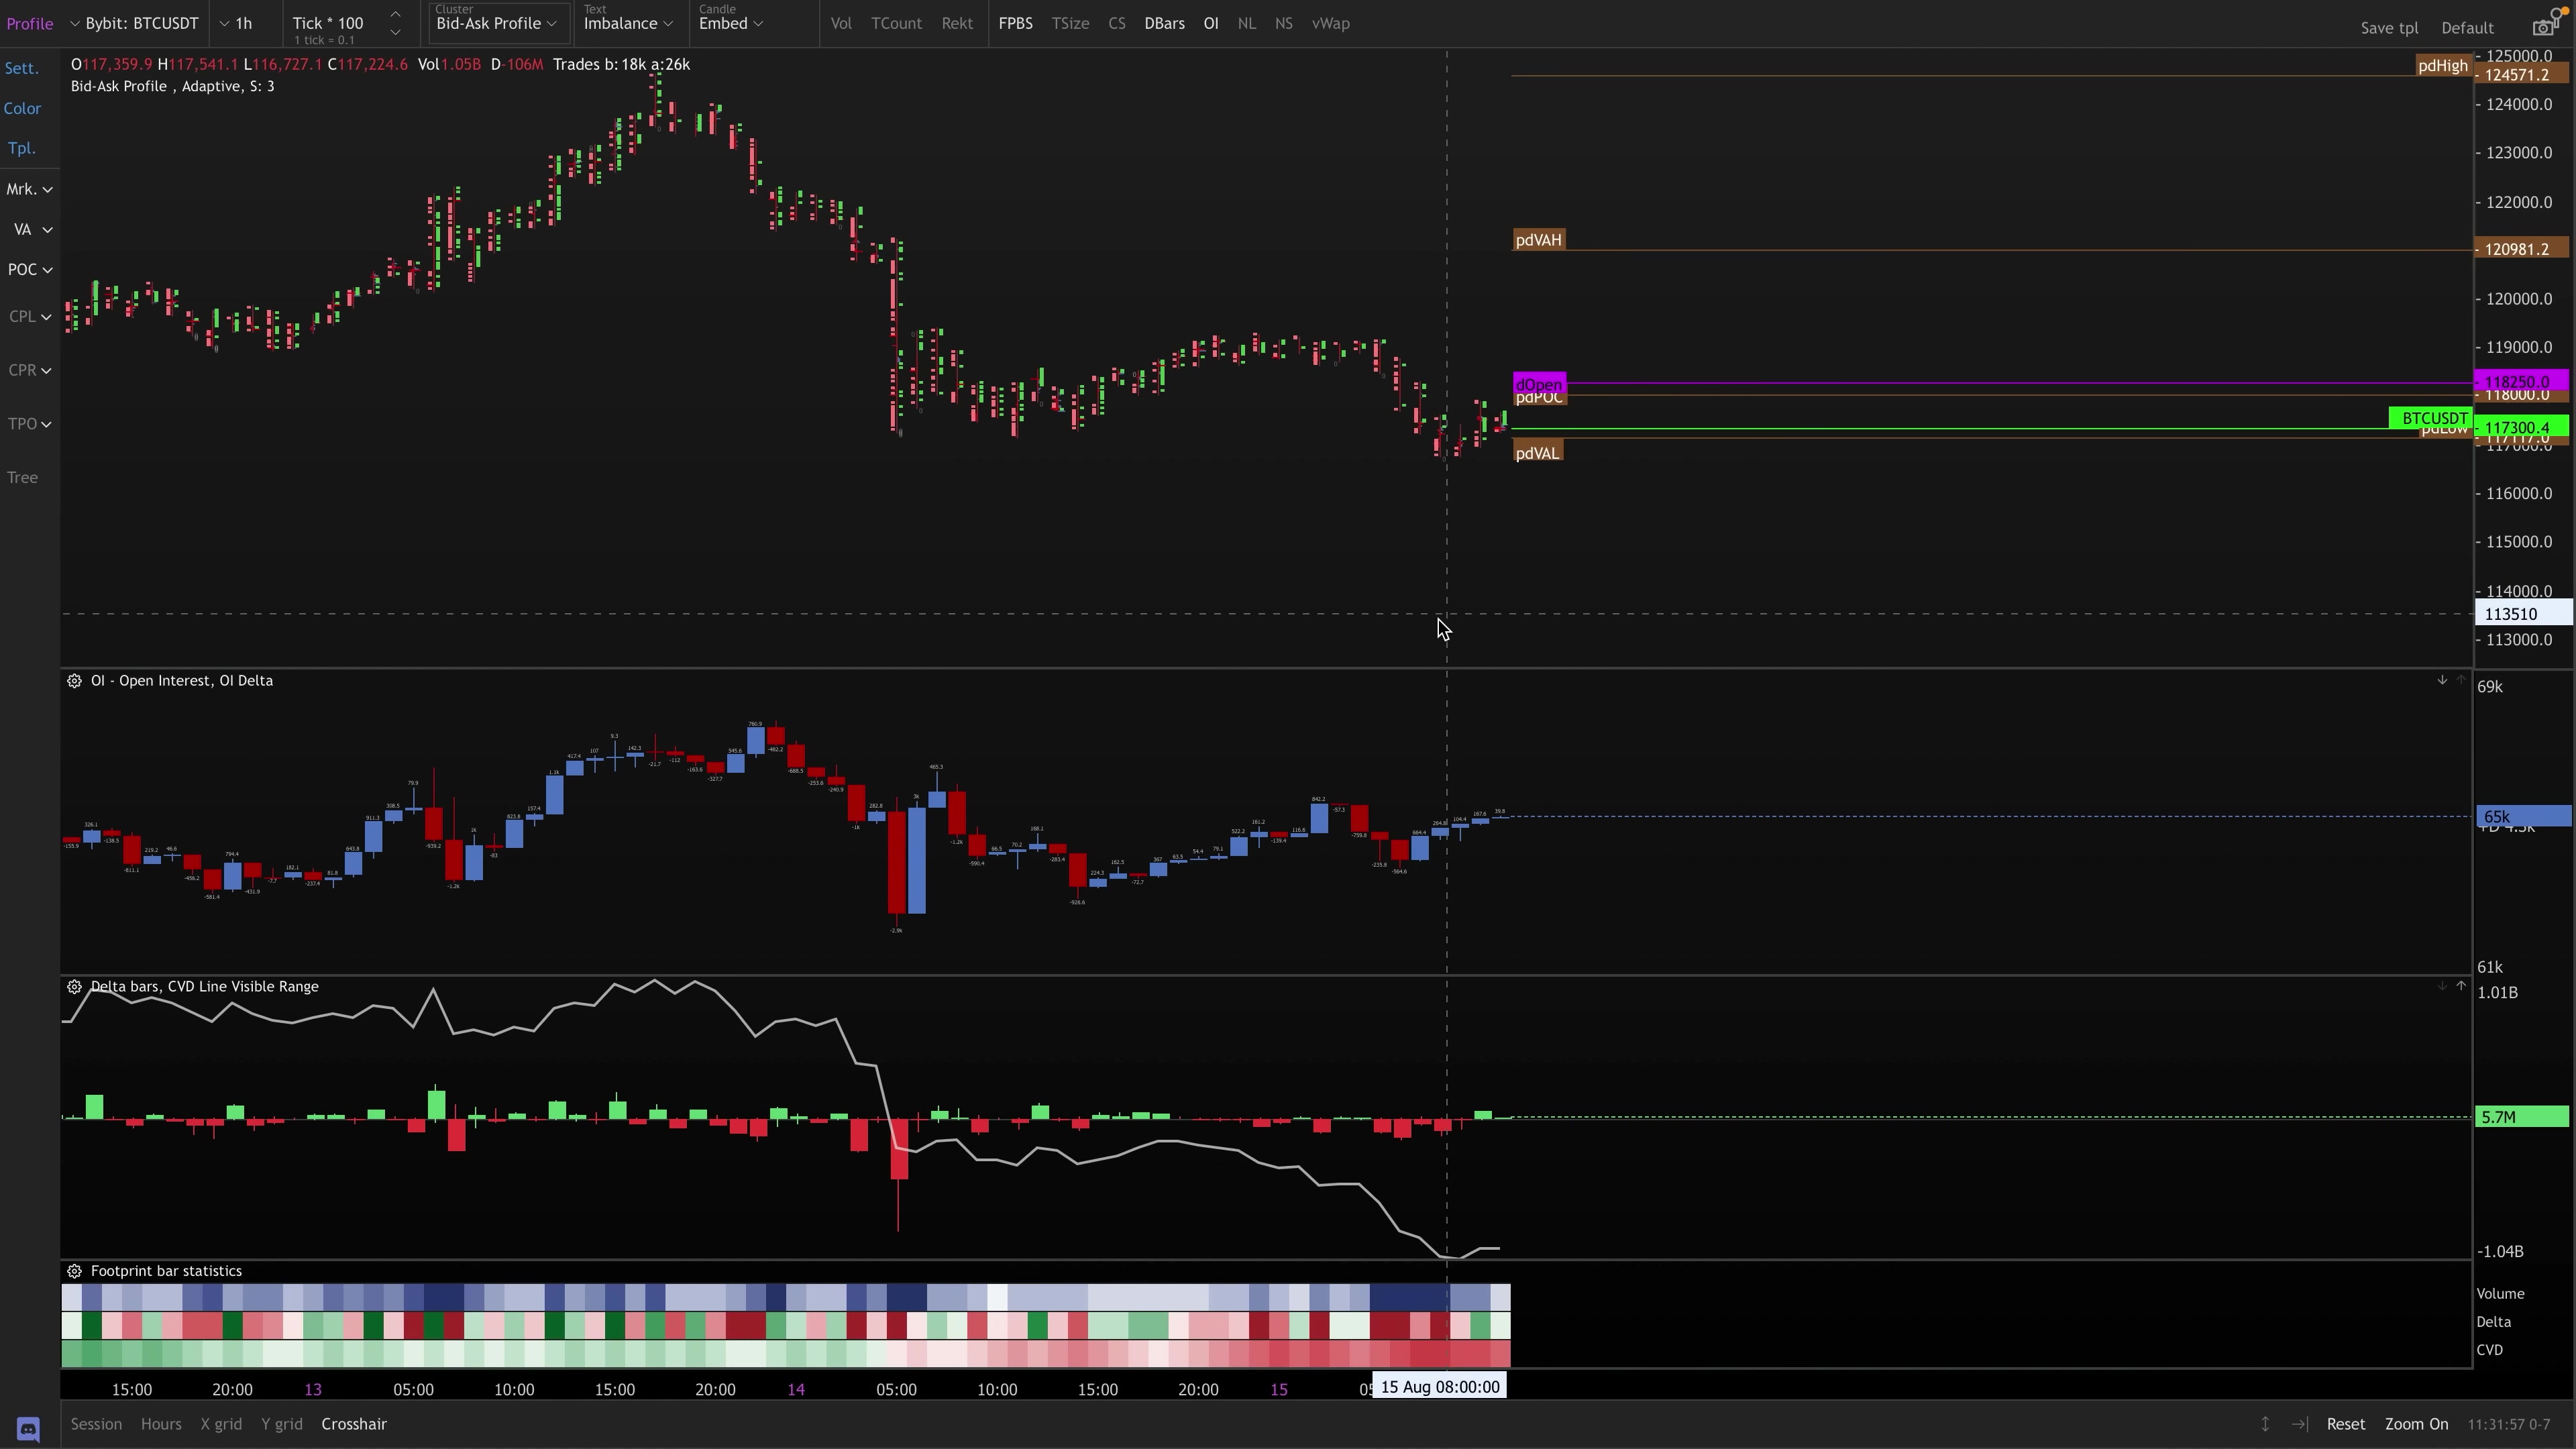 Profile
Bybit: BTCUSDT
1h
Tick * 100
1 tick = 0.1
Cluster
Bid-Ask Profile
Text
Imbalance
Candle
Embed
Vol TCount Rekt FPBS TSize CS DBars OI NL NS vWap
Save tpl Default
Sett.
Color
Tpl.
Mrk.
VA
POC
CPL
CPR
TPO
Tree
O117,359.9 H117,541.1 L116,727.1 C117,224.6 Vol1.05B D-106M Trades b:18k a:26k
Bid-Ask Profile , Adaptive, S: 3
pdHigh
125000.0
124571.2
124000.0
123000.0
122000.0
pdVAH
120981.2
120000.0
119000.0
dOpen
118250.0
pdPOC
118000.0
BTCUSDT
117300.4
pdLow
117117.0
117000.0
pdVAL
116000.0
115000.0
114000.0
113510
113000.0
OI - Open Interest, OI Delta
69k
65k
61k
Delta bars, CVD Line Visible Range
1.01B
5.7M
-1.04B
Footprint bar statistics
Volume
Delta
CVD
15:00 20:00 13 05:00 10:00 15:00 20:00 14 05:00 10:00 15:00 20:00 15 15 Aug 08:00:00
Session Hours X grid Y grid Crosshair
Reset Zoom On 11:31:57 0-7